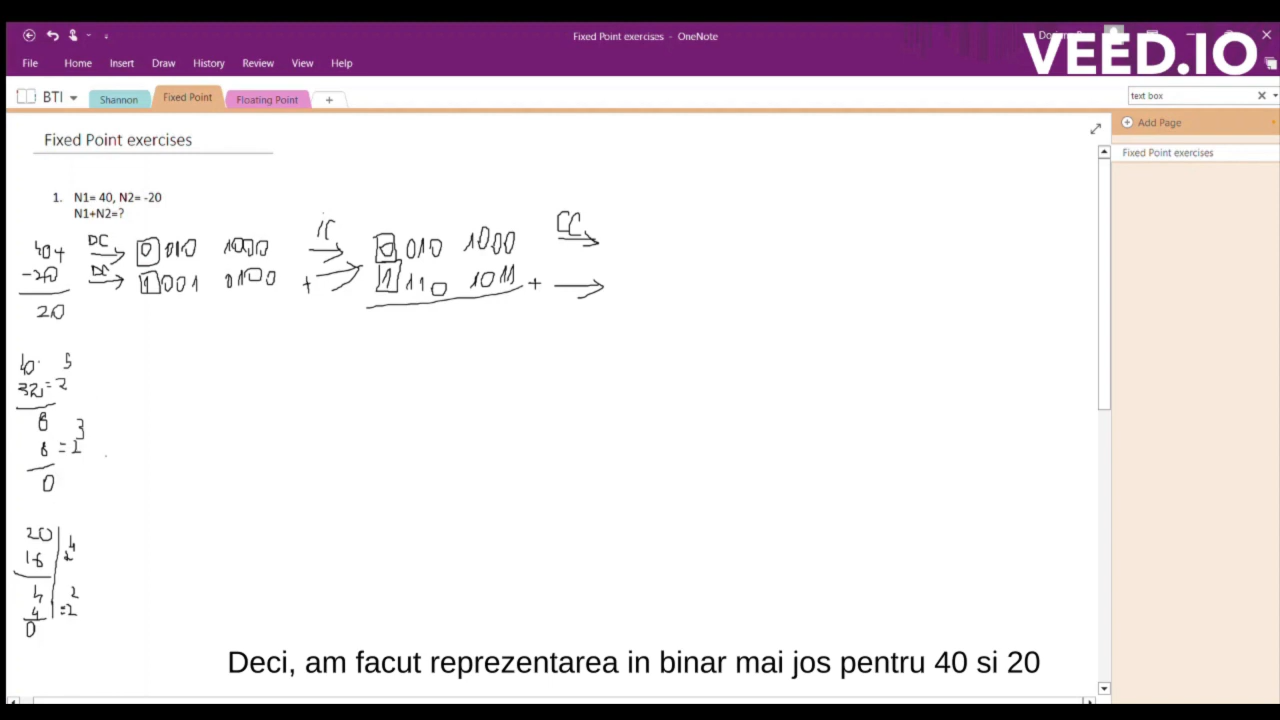 Fixed Point exercises - OneNote
VEED.IO
File Home Insert Draw History Review View Help
BTI Shannon Fixed Point Floating Point +
text box
Add Page
Fixed Point exercises
Fixed Point exercises
1. N1= 40, N2= -20
N1+N2=?
40+ DC 0 010 1000 IC 0 010 1000 CC
-20 DC 1 001 0100 + 1 110 1011 +
20
40- 5
32 = 2
8
8 = 2 3
0
20
16 2 4
4 2
4 = 2
0
Deci, am facut reprezentarea in binar mai jos pentru 40 si 20